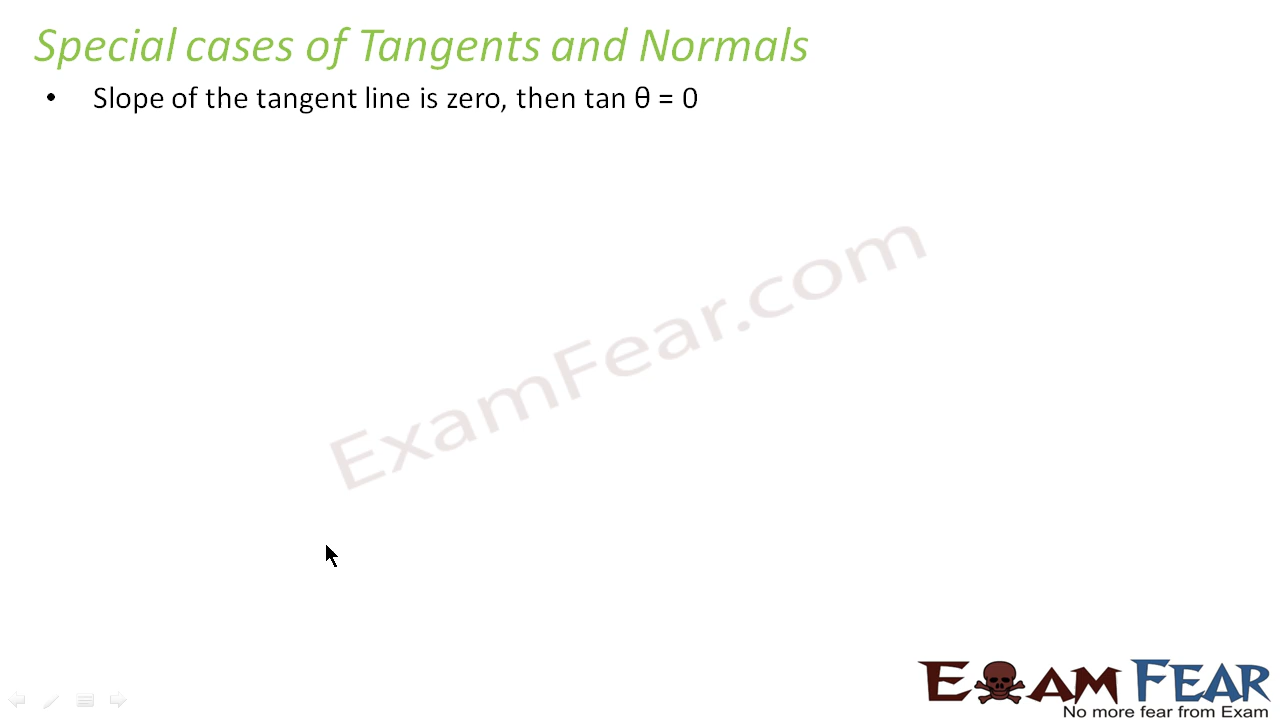 Special cases of Tangents and Normals
• Slope of the tangent line is zero, then tan θ = 0
ExamFear.com
EXAM FEAR
No more fear from Exam